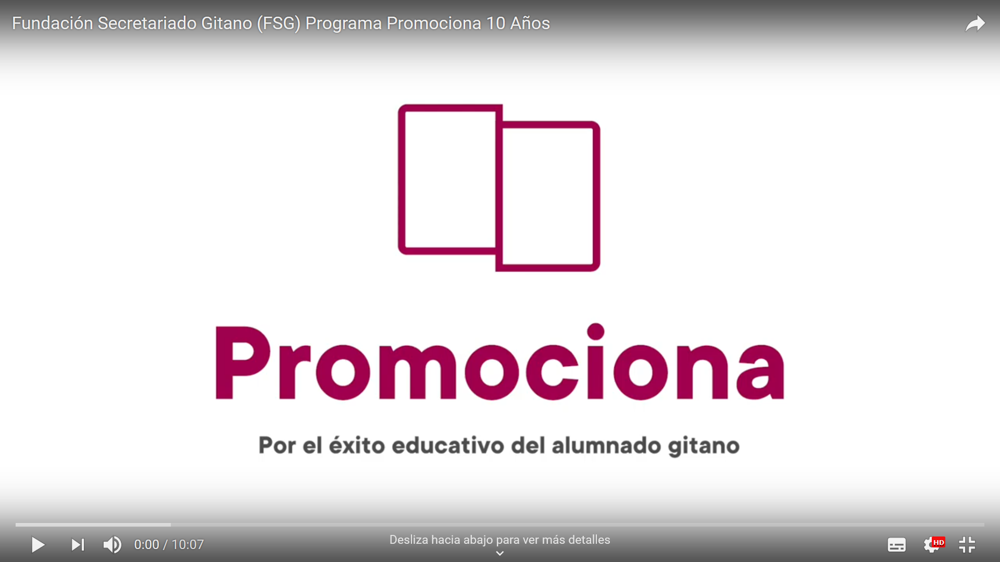 Fundación Secretariado Gitano (FSG) Programa Promociona 10 Años
Promociona
Por el éxito educativo del alumnado gitano
0:00 / 10:07
Desliza hacia abajo para ver más detalles
HD